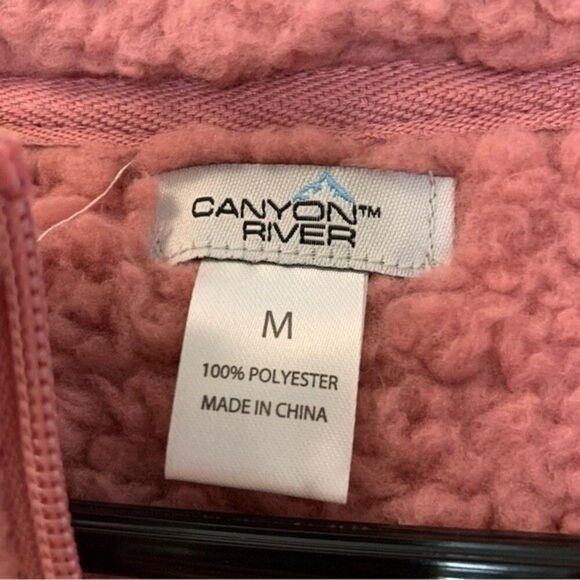 CANYON™
RIVER
M
100% POLYESTER
MADE IN CHINA